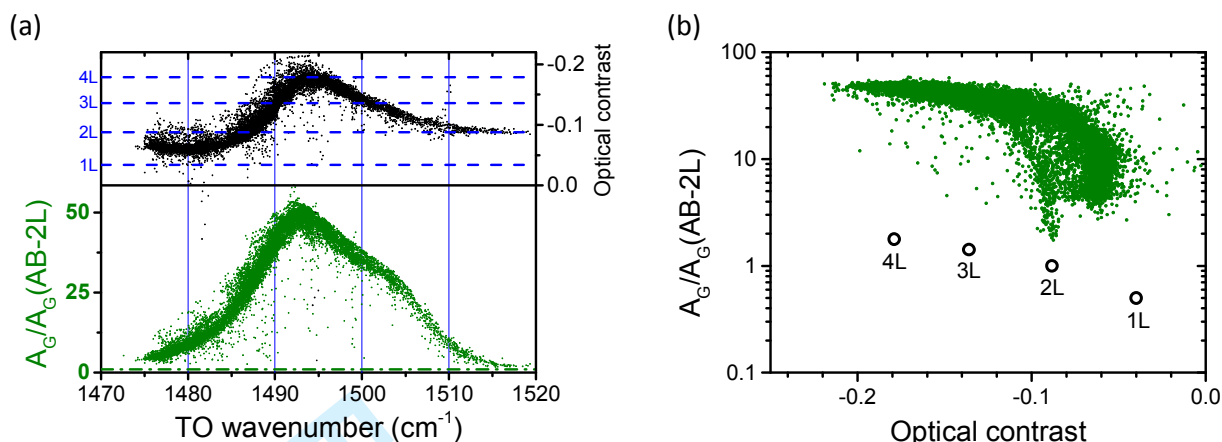 (a)
(b)
4L
3L
2L
1L
-0.2
-0.1
0.0
Optical contrast
50
25
0
A_G/A_G(AB-2L)
1470 1480 1490 1500 1510 1520
TO wavenumber (cm⁻¹)
100
10
1
0.1
A_G/A_G(AB-2L)
4L
3L
2L
1L
-0.2 -0.1 0.0
Optical contrast